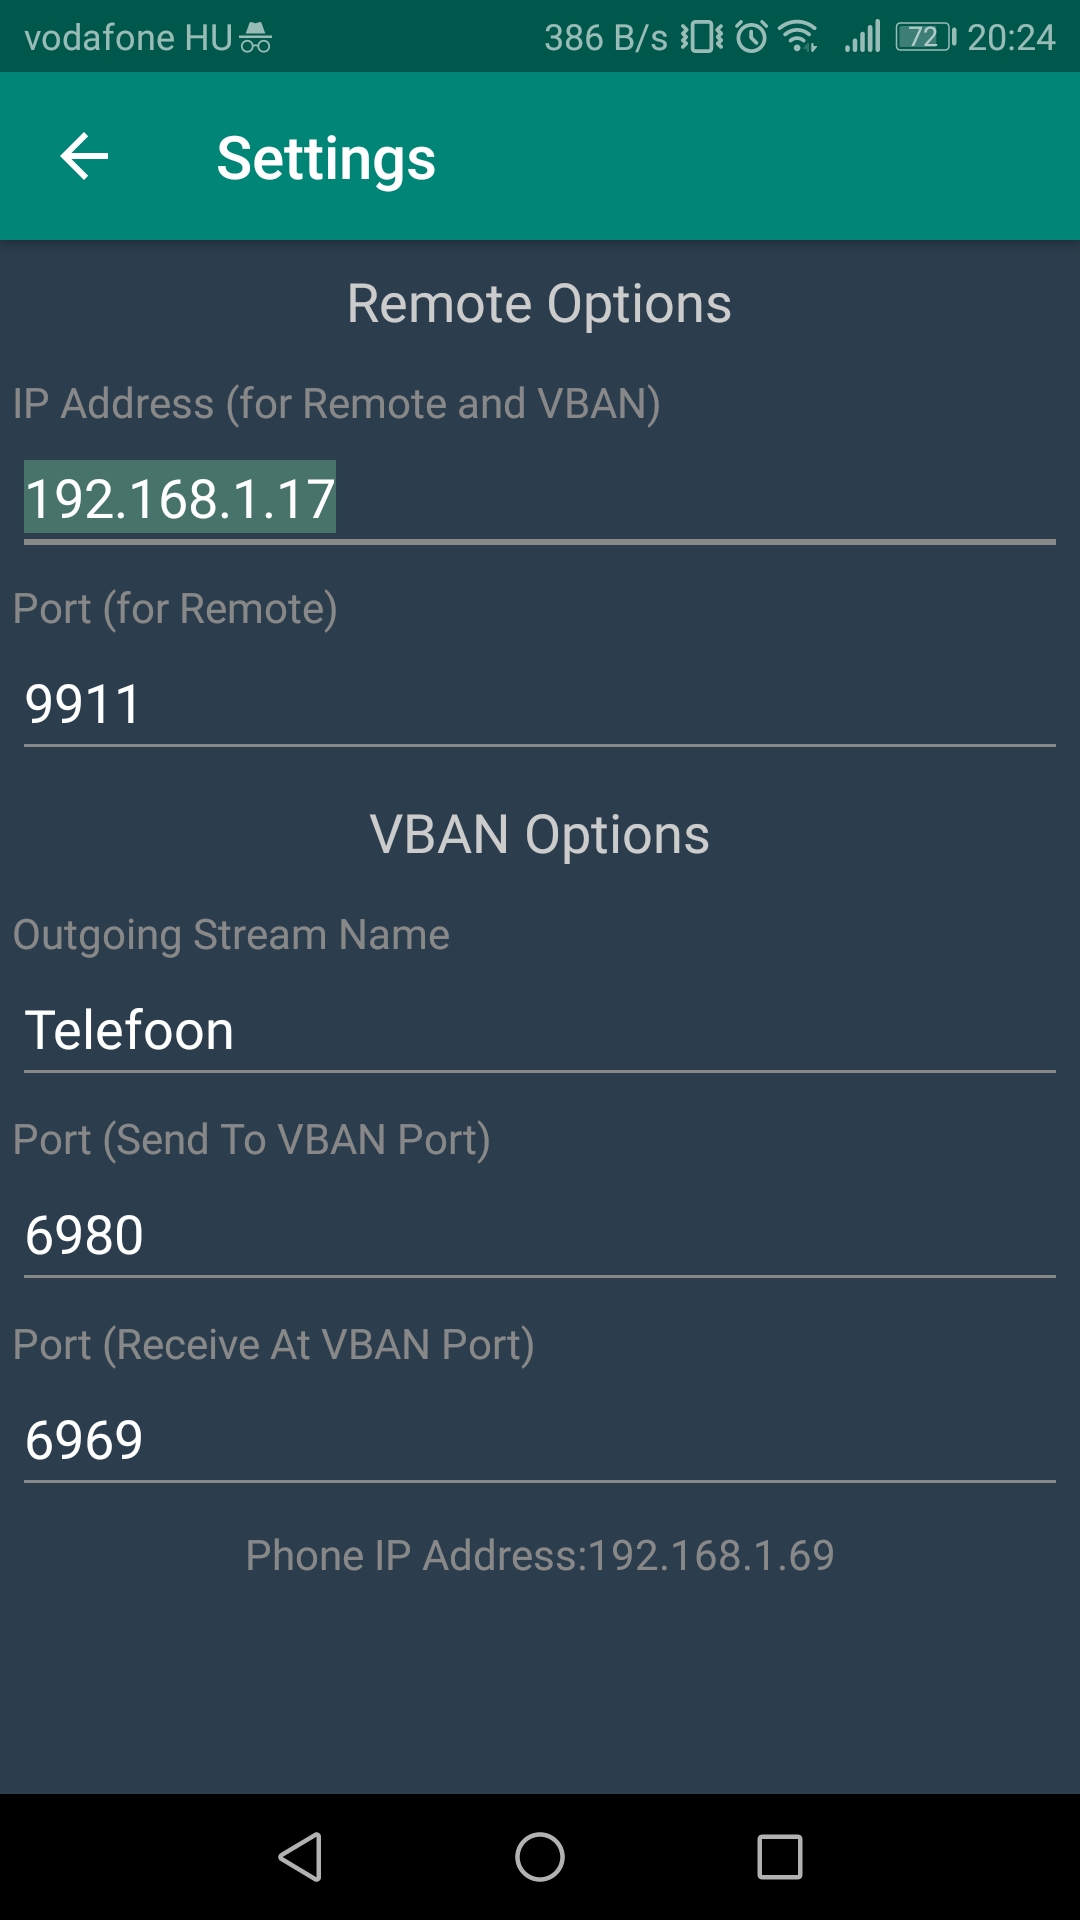 vodafone HU 386 B/s 72 20:24
Settings
Remote Options
IP Address (for Remote and VBAN)
192.168.1.17
Port (for Remote)
9911
VBAN Options
Outgoing Stream Name
Telefoon
Port (Send To VBAN Port)
6980
Port (Receive At VBAN Port)
6969
Phone IP Address:192.168.1.69